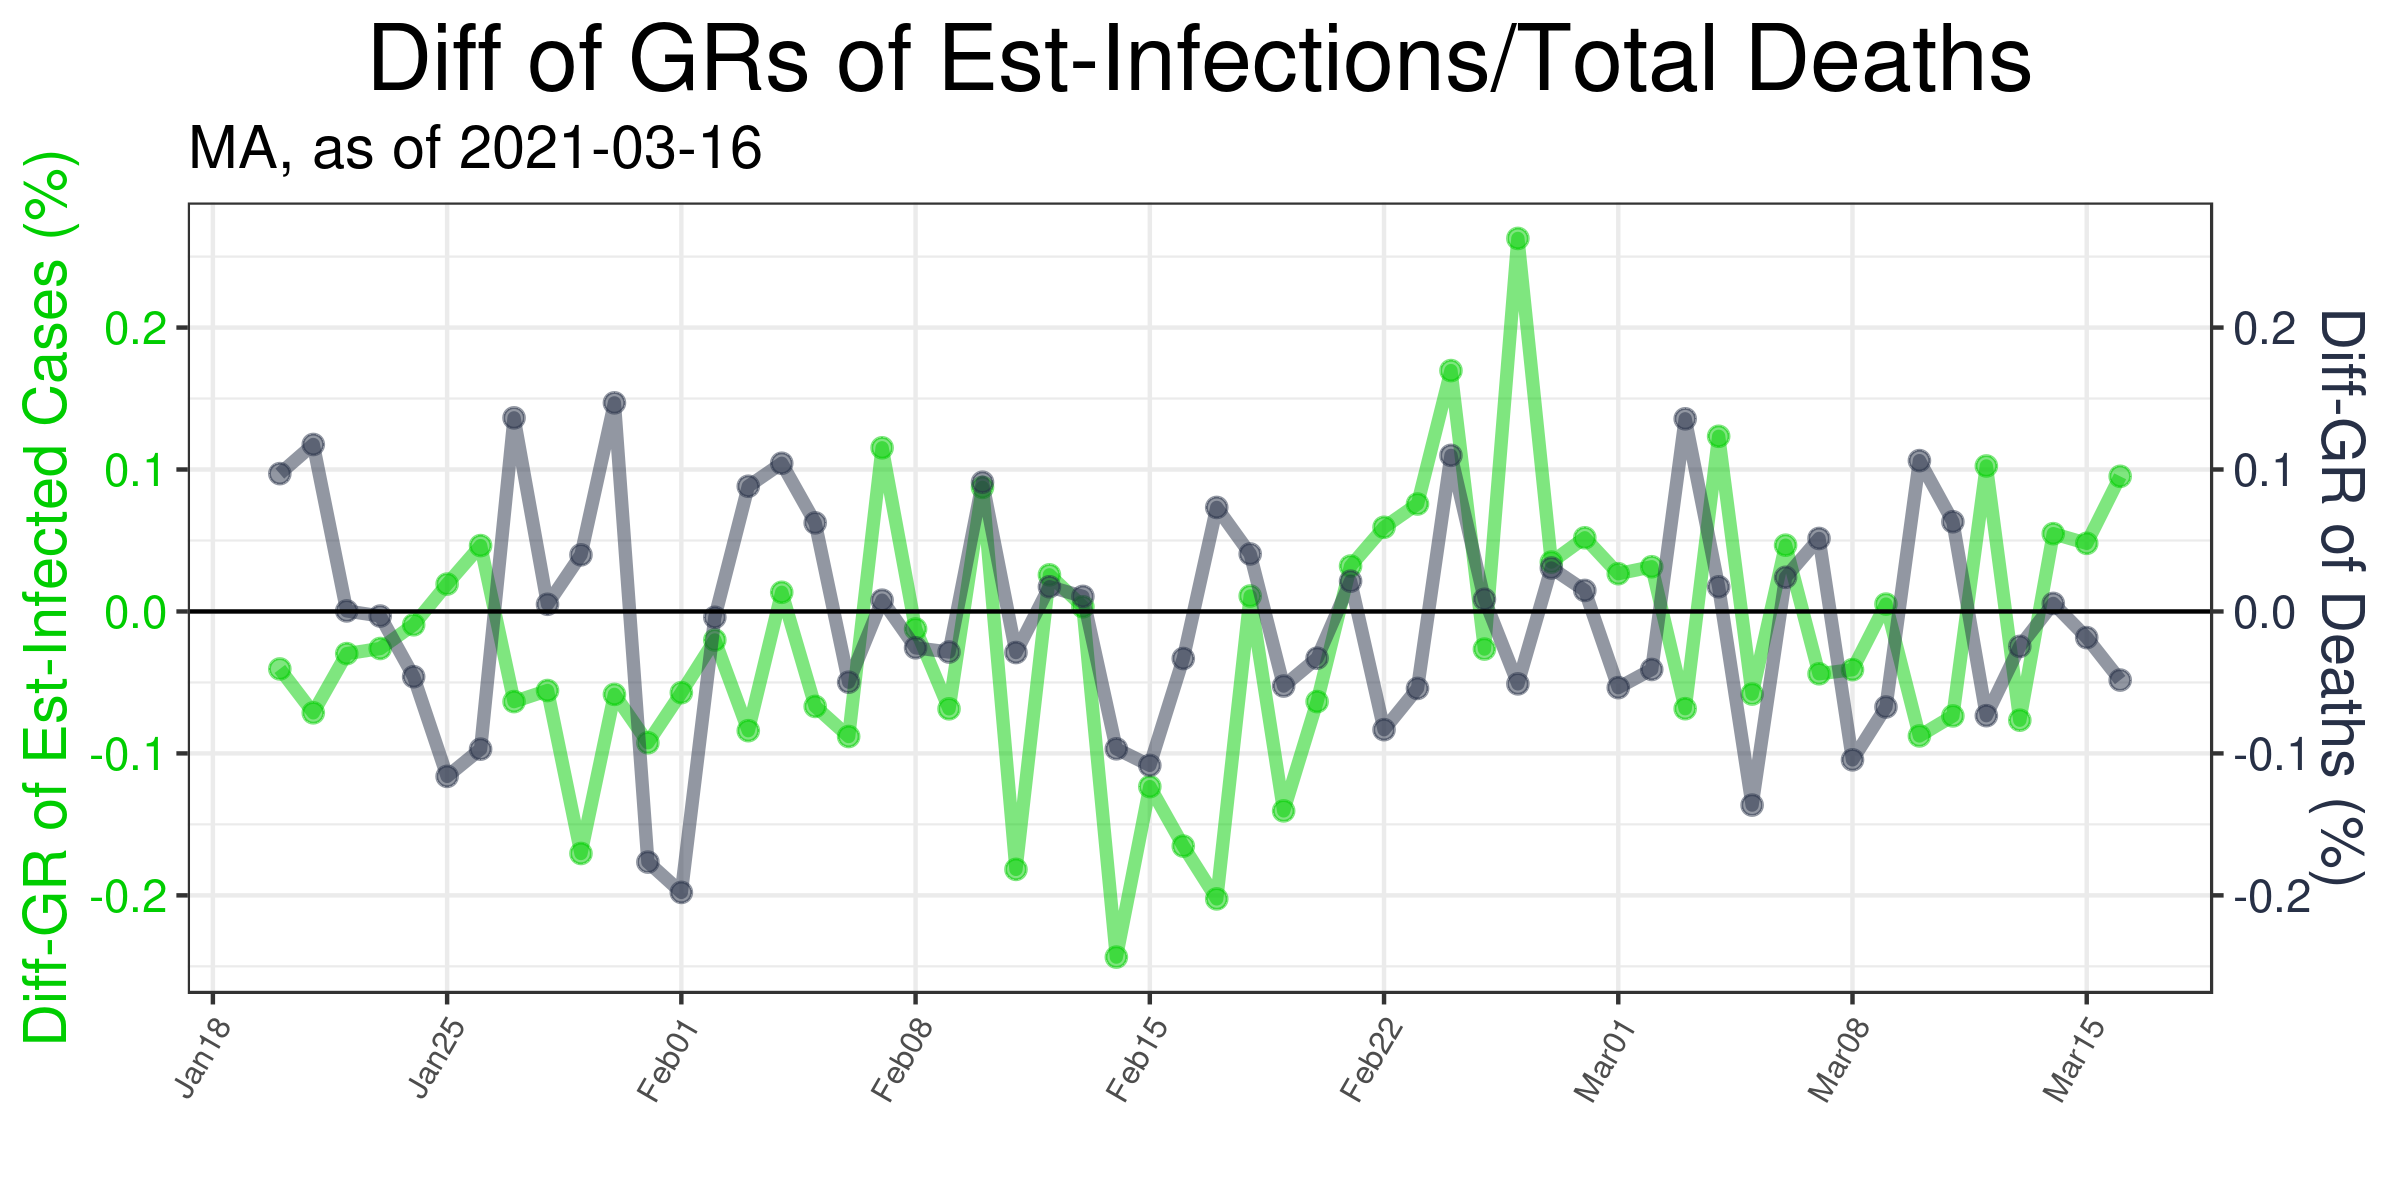 Diff of GRs of Est-Infections/Total Deaths
MA, as of 2021-03-16
Diff-GR of Est-Infected Cases (%)
0.2
0.1
0.0
-0.1
-0.2
0.2
0.1
0.0
-0.1
-0.2
Diff-GR of Deaths (%)
Jan18
Jan25
Feb01
Feb08
Feb15
Feb22
Mar01
Mar08
Mar15